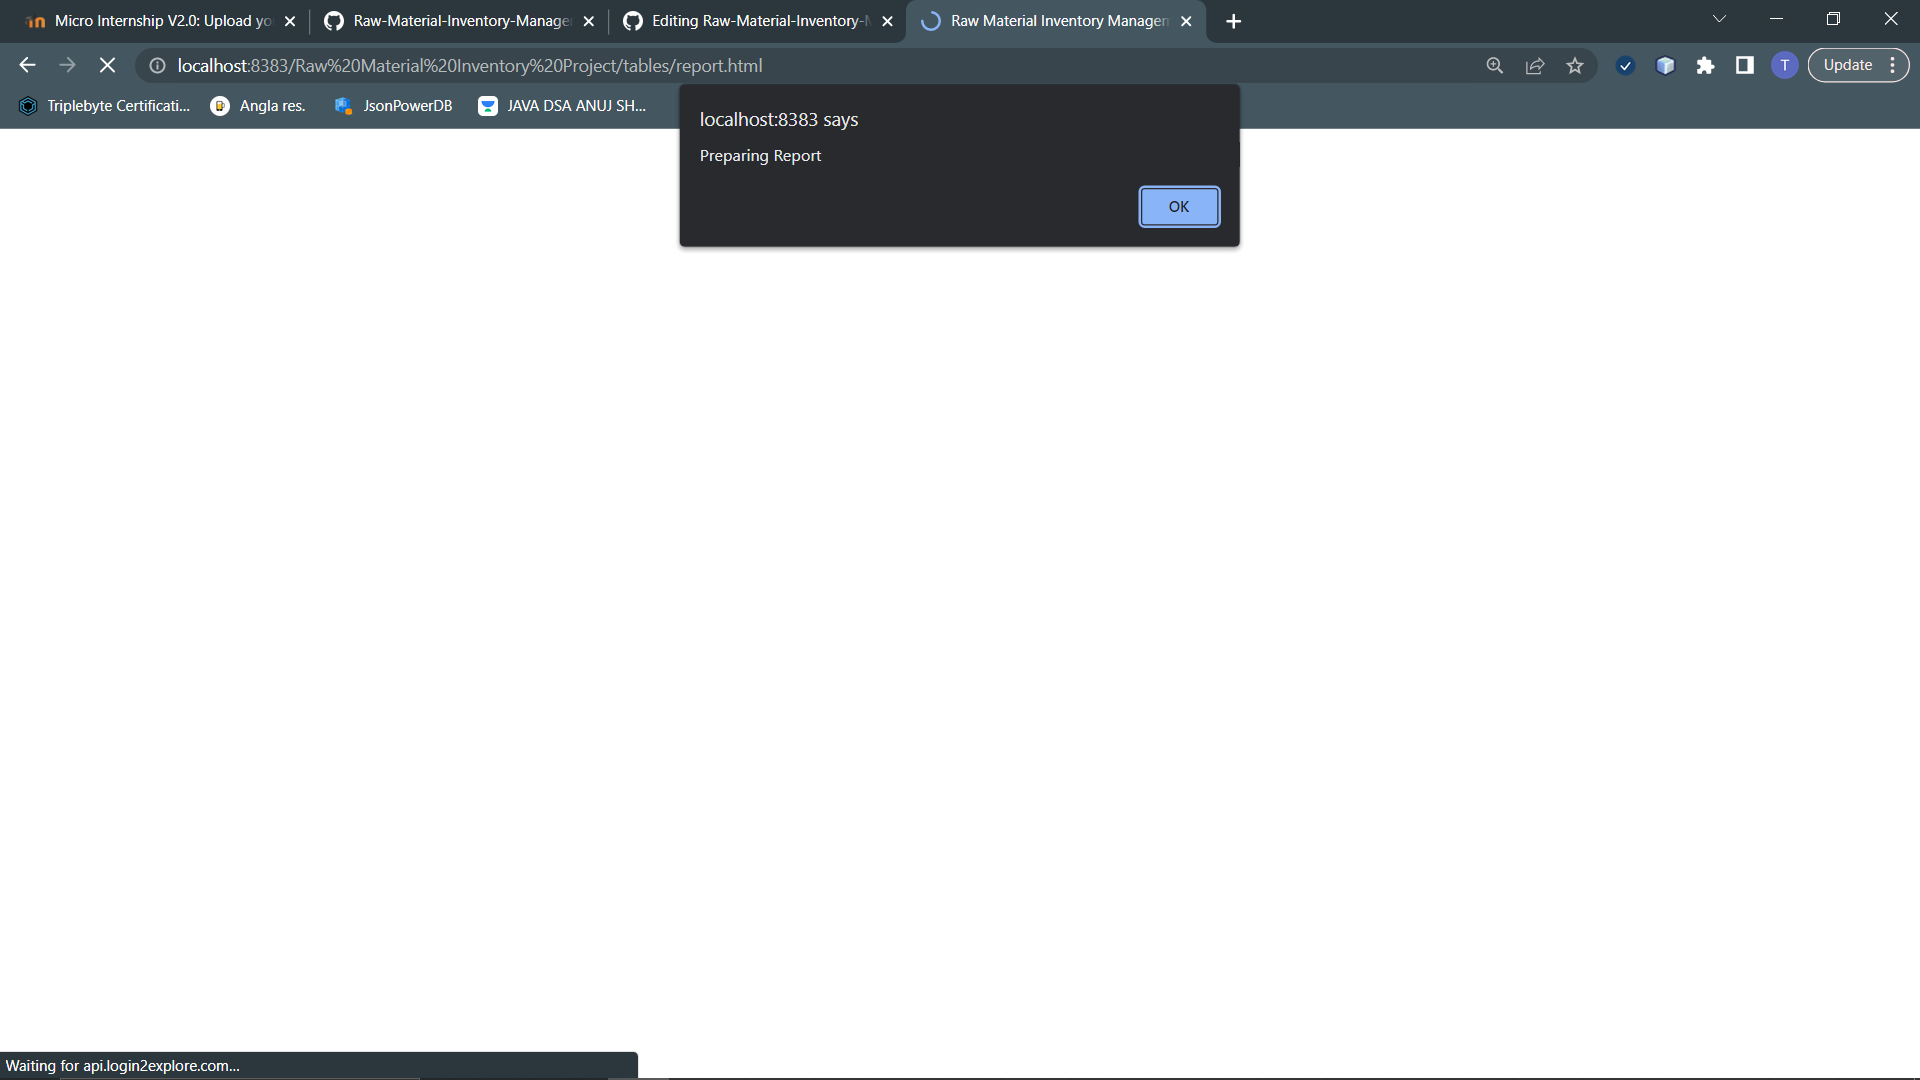 Micro Internship V2.0: Upload yo
Raw-Material-Inventory-Manage
Editing Raw-Material-Inventory-M
Raw Material Inventory Managem
localhost:8383/Raw%20Material%20Inventory%20Project/tables/report.html
T
Update
Triplebyte Certificati...
Angla res.
JsonPowerDB
JAVA DSA ANUJ SH...
localhost:8383 says
Preparing Report
OK
Waiting for api.login2explore.com...